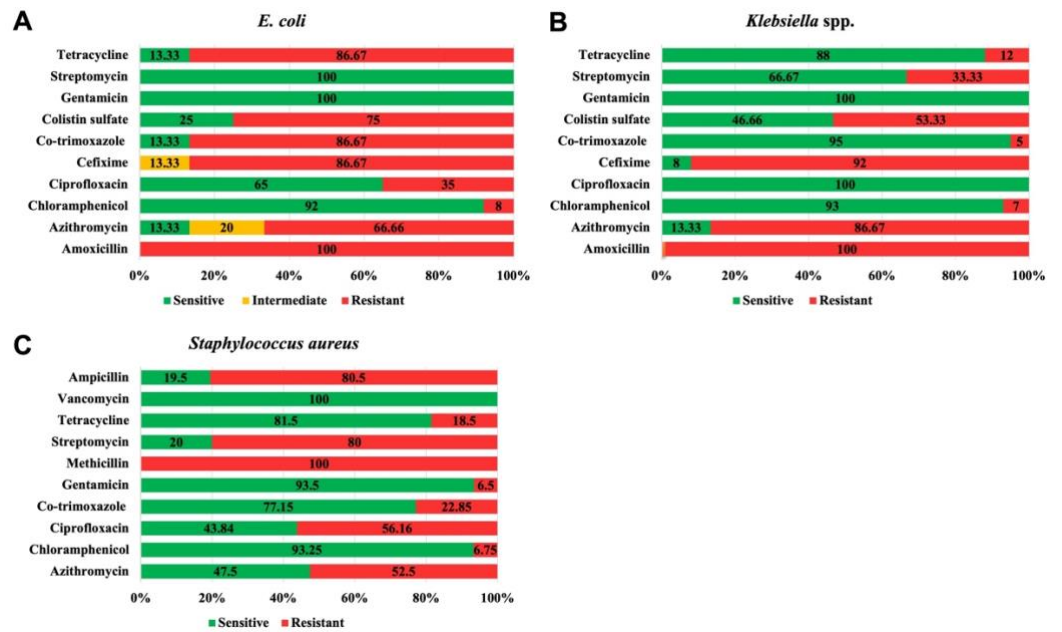 A
E. coli
Tetracycline 13.33 86.67
Streptomycin 100
Gentamicin 100
Colistin sulfate 25 75
Co-trimoxazole 13.33 86.67
Cefixime 13.33 86.67
Ciprofloxacin 65 35
Chloramphenicol 92 8
Azithromycin 13.33 20 66.66
Amoxicillin 100
0% 20% 40% 60% 80% 100%
Sensitive Intermediate Resistant
B
Klebsiella spp.
Tetracycline 88 12
Streptomycin 66.67 33.33
Gentamicin 100
Colistin sulfate 46.66 53.33
Co-trimoxazole 95 5
Cefixime 8 92
Ciprofloxacin 100
Chloramphenicol 93 7
Azithromycin 13.33 86.67
Amoxicillin 100
0% 20% 40% 60% 80% 100%
Sensitive Resistant
C
Staphylococcus aureus
Ampicillin 19.5 80.5
Vancomycin 100
Tetracycline 81.5 18.5
Streptomycin 20 80
Methicillin 100
Gentamicin 93.5 6.5
Co-trimoxazole 77.15 22.85
Ciprofloxacin 43.84 56.16
Chloramphenicol 93.25 6.75
Azithromycin 47.5 52.5
0% 20% 40% 60% 80% 100%
Sensitive Resistant